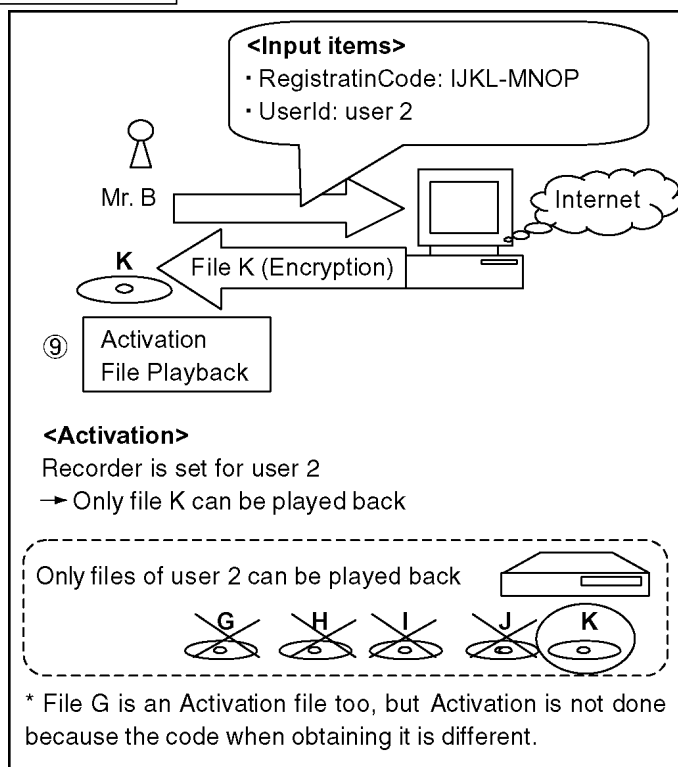 <Input items>
・RegistratinCode: IJKL-MNOP
・UserId: user 2
Mr. B
Internet
K
File K (Encryption)
⑨
Activation
File Playback
<Activation>
Recorder is set for user 2
→ Only file K can be played back
Only files of user 2 can be played back
G H I J K
* File G is an Activation file too, but Activation is not done
because the code when obtaining it is different.